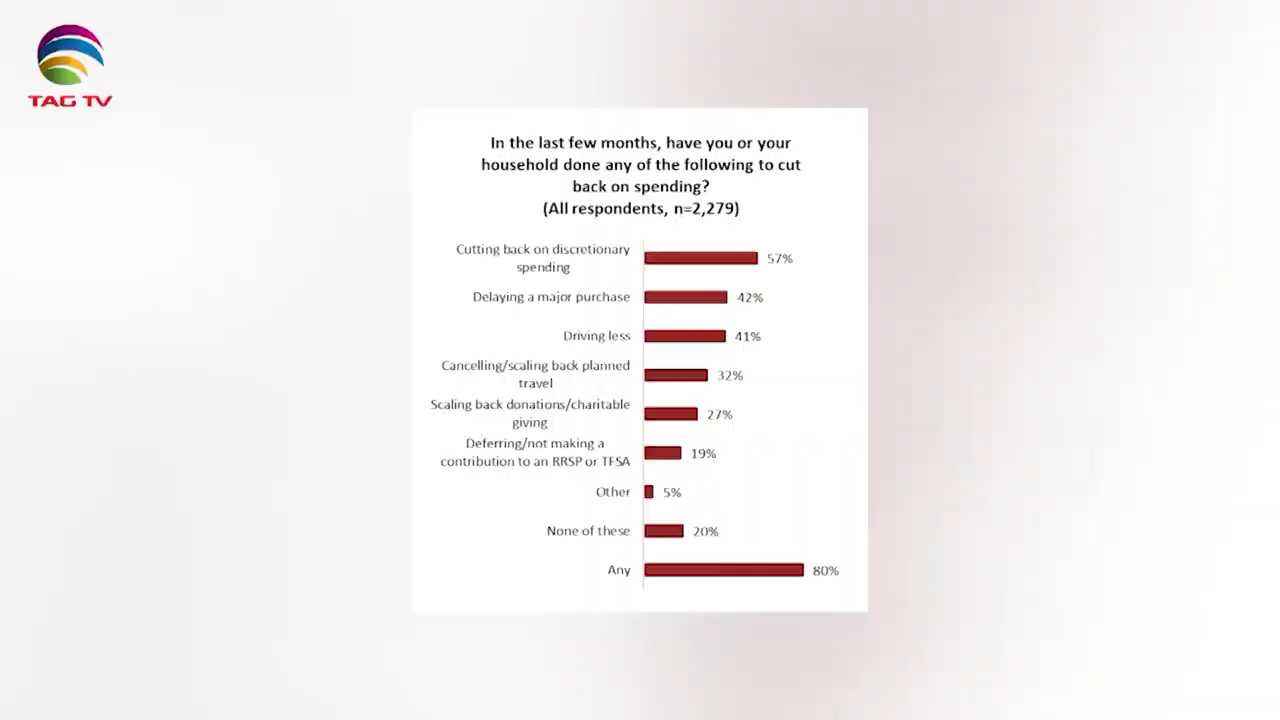 TAG TV
In the last few months, have you or your
household done any of the following to cut
back on spending?
(All respondents, n=2,279)
Cutting back on discretionary
spending
57%
Delaying a major purchase
42%
Driving less
41%
Cancelling/scaling back planned
travel
32%
Scaling back donations/charitable
giving
27%
Deferring/not making a
contribution to an RRSP or TFSA
19%
Other
5%
None of these
20%
Any
80%